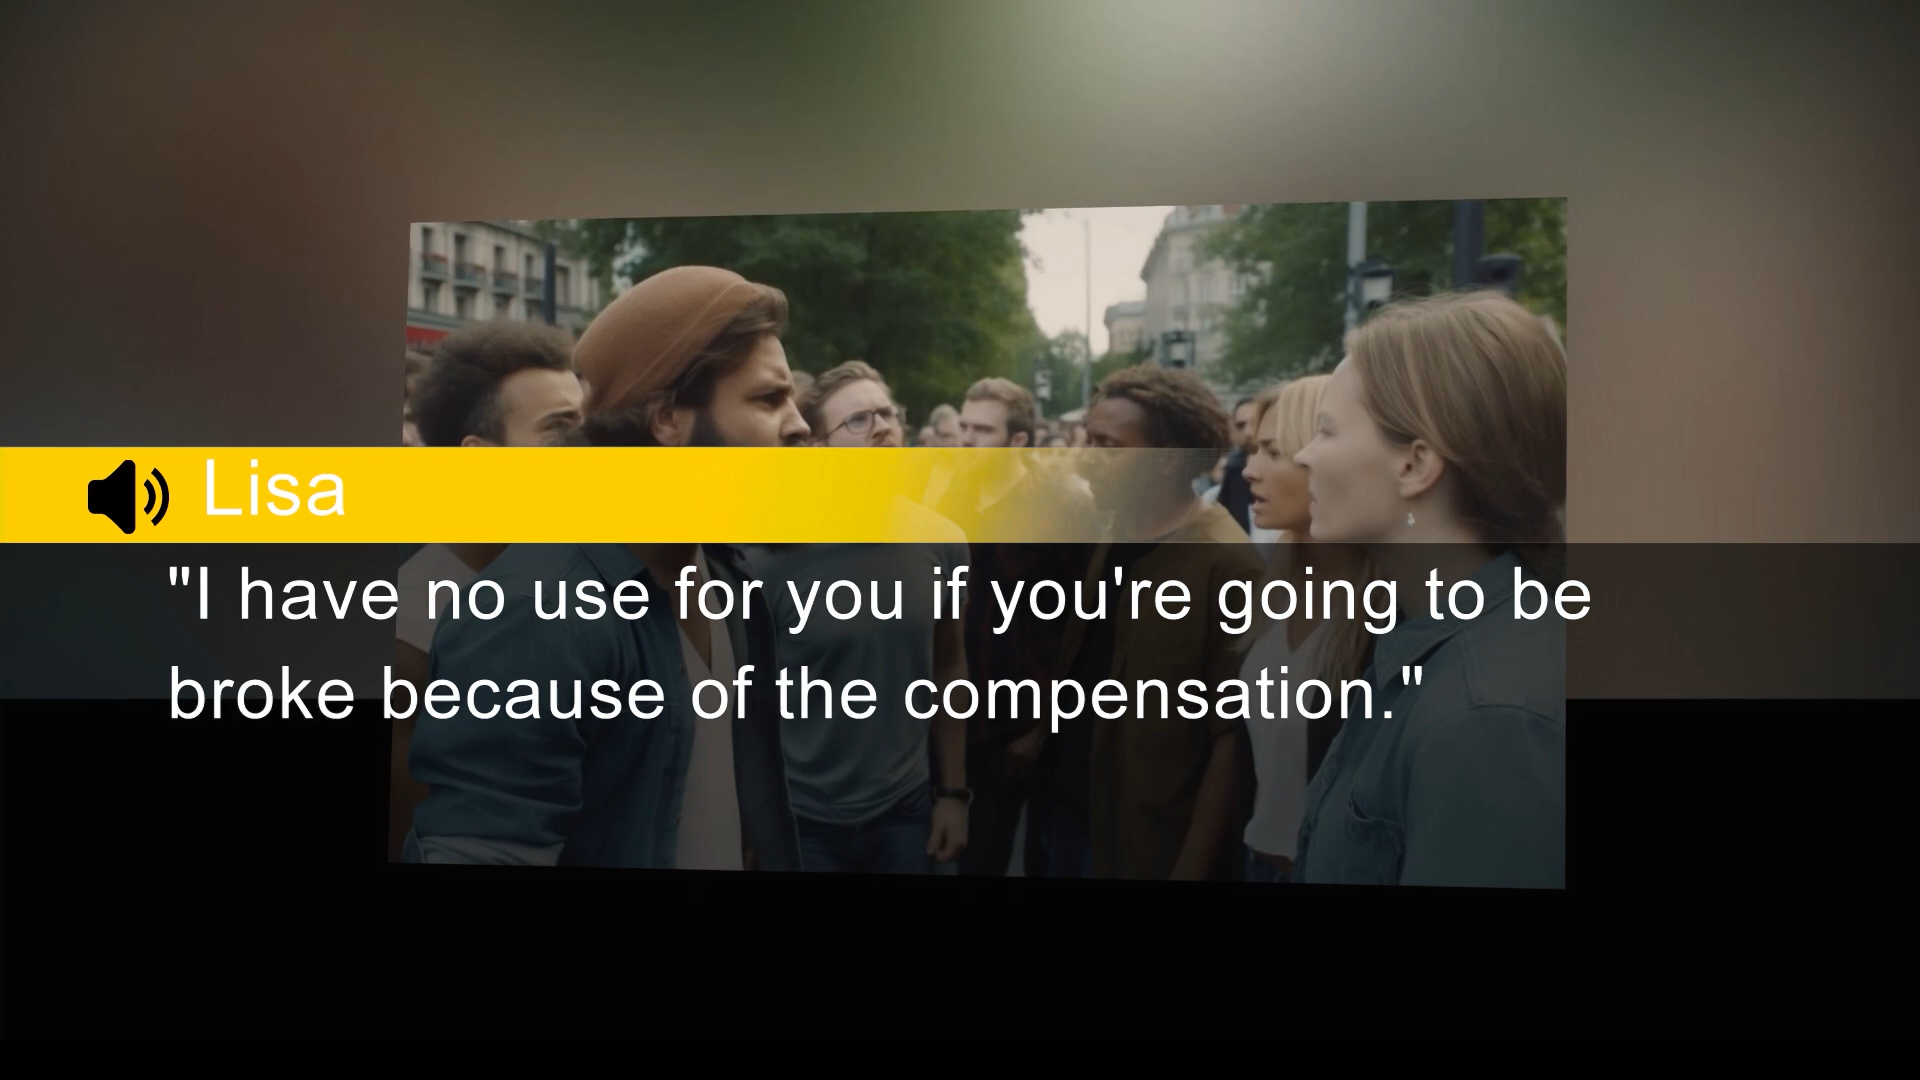 Lisa
"I have no use for you if you're going to be
broke because of the compensation."